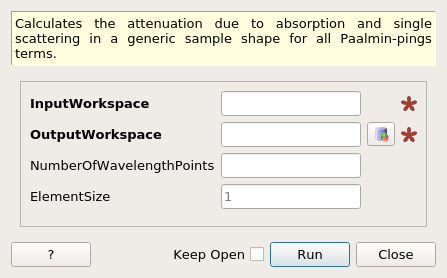 Calculates the attenuation due to absorption and single
scattering in a generic sample shape for all Paalmin-pings
terms.
InputWorkspace
OutputWorkspace
NumberOfWavelengthPoints
ElementSize 1
? Keep Open Run Close